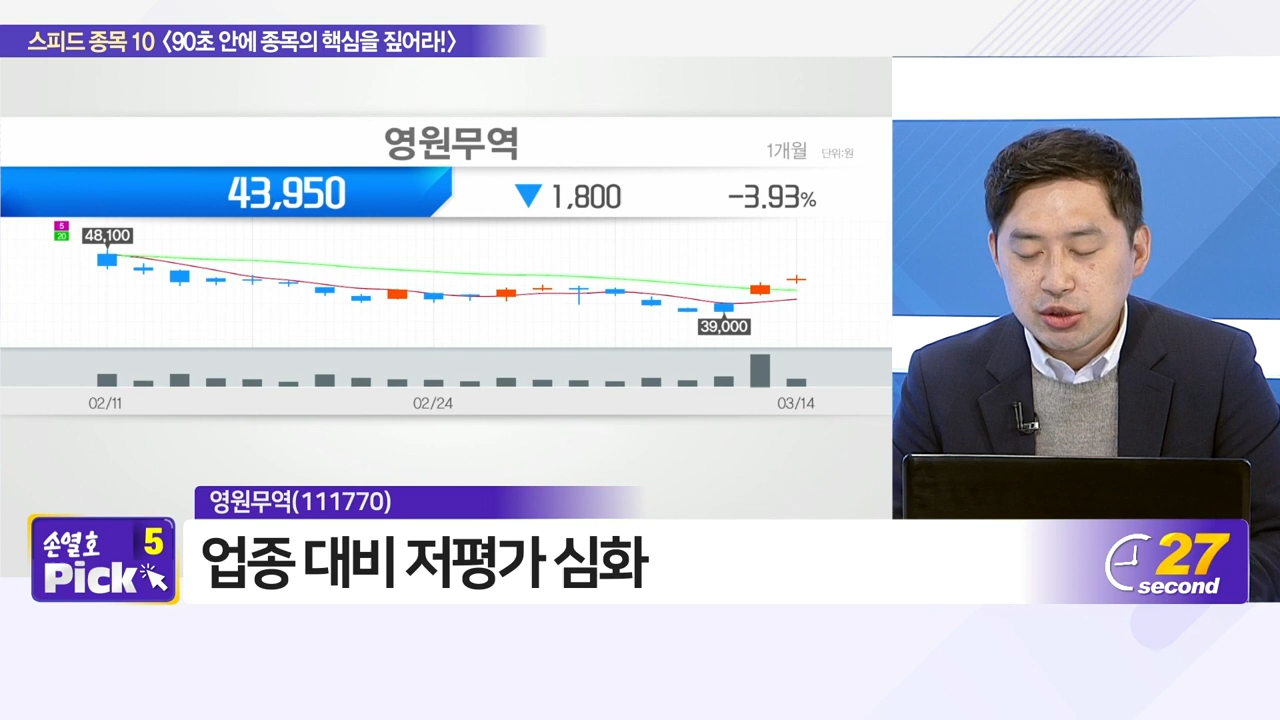 스피드 종목 10 〈90초 안에 종목의 핵심을 짚어라!〉
영원무역
1개월 단위:원
43,950 ▼ 1,800 -3.93%
5
20
48,100
39,000
02/11 02/24 03/14
영원무역(111770)
손열호 5
Pick
업종 대비 저평가 심화
27
second